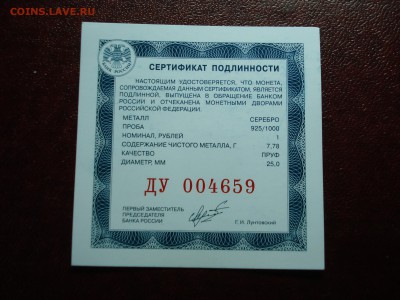 COINS.LAVE.RU
СЕРТИФИКАТ ПОДЛИННОСТИ
НАСТОЯЩИМ УДОСТОВЕРЯЕТСЯ, ЧТО МОНЕТА,
СОПРОВОЖДАЕМАЯ ДАННЫМ СЕРТИФИКАТОМ, ЯВЛЯЕТСЯ
ПОДЛИННОЙ, ВЫПУЩЕНА В ОБРАЩЕНИЕ БАНКОМ
РОССИИ И ОТЧЕКАНЕНА МОНЕТНЫМИ ДВОРАМИ
РОССИЙСКОЙ ФЕДЕРАЦИИ.
МЕТАЛЛ СЕРЕБРО
ПРОБА 925/1000
НОМИНАЛ, РУБЛЕЙ 1
СОДЕРЖАНИЕ ЧИСТОГО МЕТАЛЛА, Г 7,78
КАЧЕСТВО ПРУФ
ДИАМЕТР, ММ 25,0
ДУ 004659
ПЕРВЫЙ ЗАМЕСТИТЕЛЬ
ПРЕДСЕДАТЕЛЯ
БАНКА РОССИИ Г.И. Лунтовский